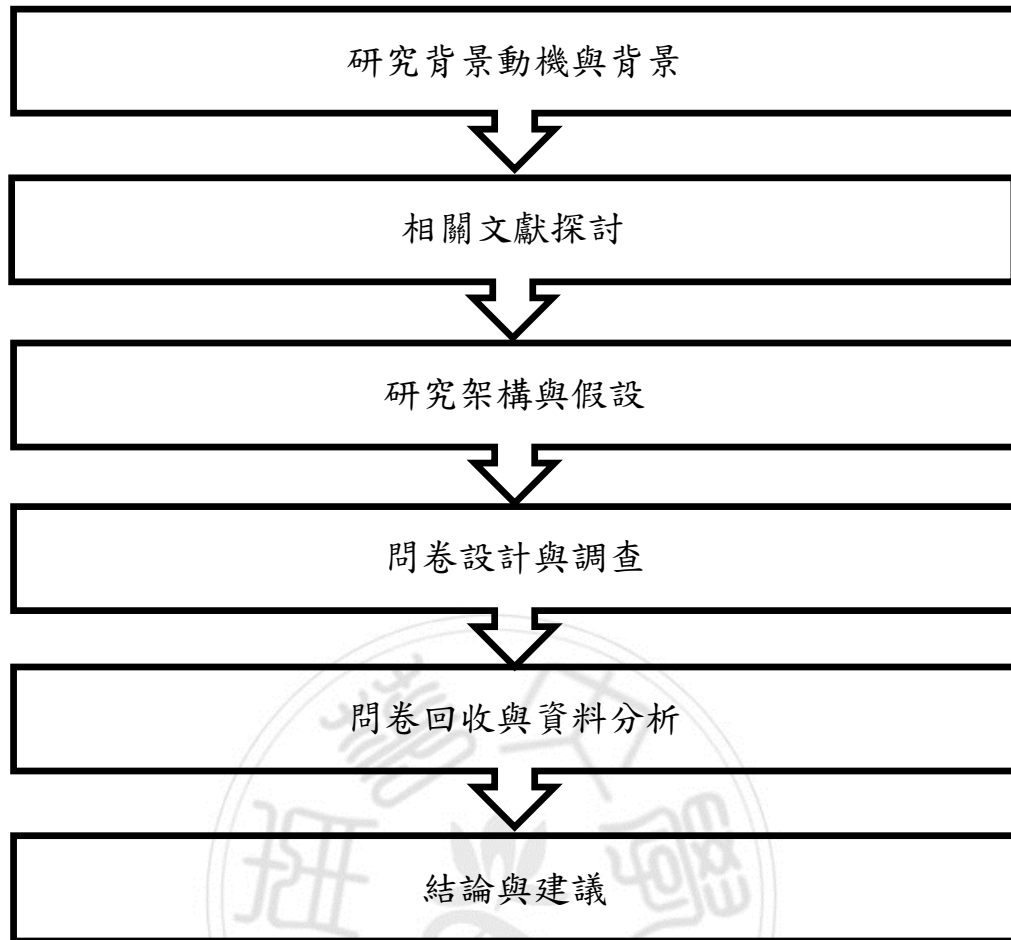 研究背景動機與背景
相關文獻探討
研究架構與假設
問卷設計與調查
問卷回收與資料分析
結論與建議